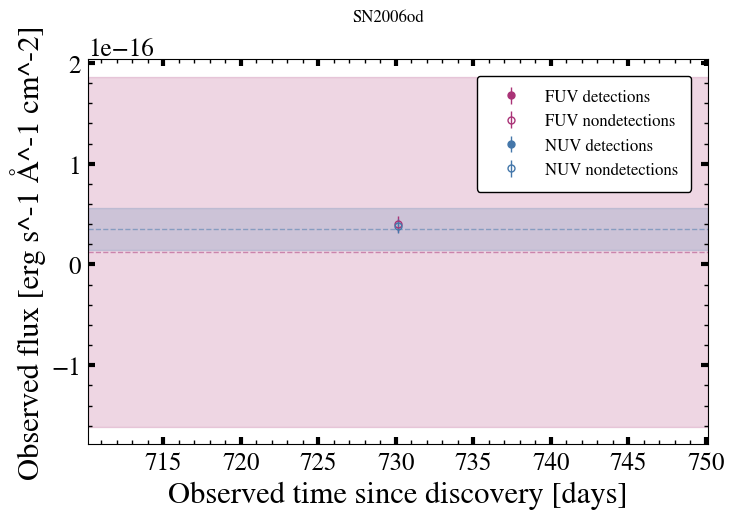 SN2006od
1e−16
2
1
0
−1
Observed flux [erg s^-1 Å^-1 cm^-2]
FUV detections
FUV nondetections
NUV detections
NUV nondetections
715 720 725 730 735 740 745 750
Observed time since discovery [days]